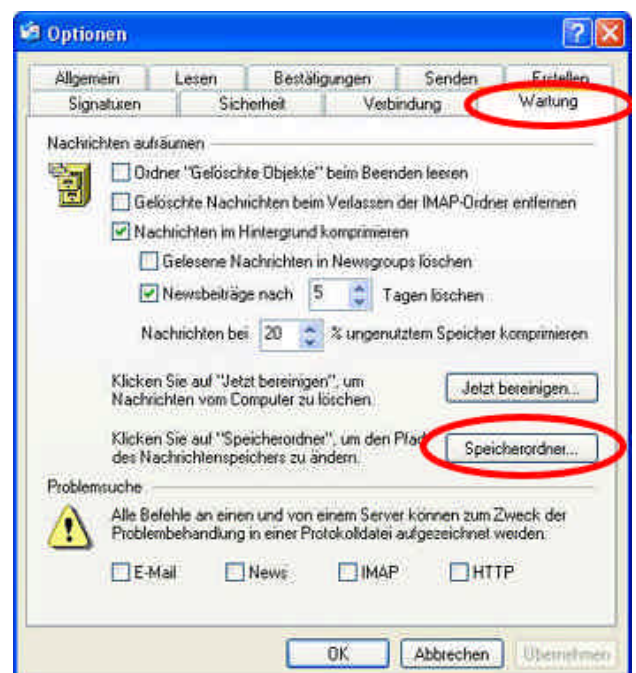 Optionen
Allgemein Lesen Bestätigungen Senden Erstellen
Signaturen Sicherheit Verbindung Wartung
Nachrichten aufräumen
Ordner "Gelöschte Objekte" beim Beenden leeren
Gelöschte Nachrichten beim Verlassen der IMAP-Ordner entfernen
Nachrichten im Hintergrund komprimieren
Gelesene Nachrichten in Newsgroups löschen
Newsbeiträge nach 5 Tagen löschen
Nachrichten bei 20 % ungenutztem Speicher komprimieren
Klicken Sie auf "Jetzt bereinigen", um
Nachrichten vom Computer zu löschen.
Jetzt bereinigen...
Klicken Sie auf "Speicherordner", um den Pfad
des Nachrichtenspeichers zu ändern.
Speicherordner...
Problemsuche
Alle Befehle an einen und von einem Server können zum Zweck der
Problembehandlung in einer Protokolldatei aufgezeichnet werden.
E-Mail News IMAP HTTP
OK Abbrechen Übernehmen